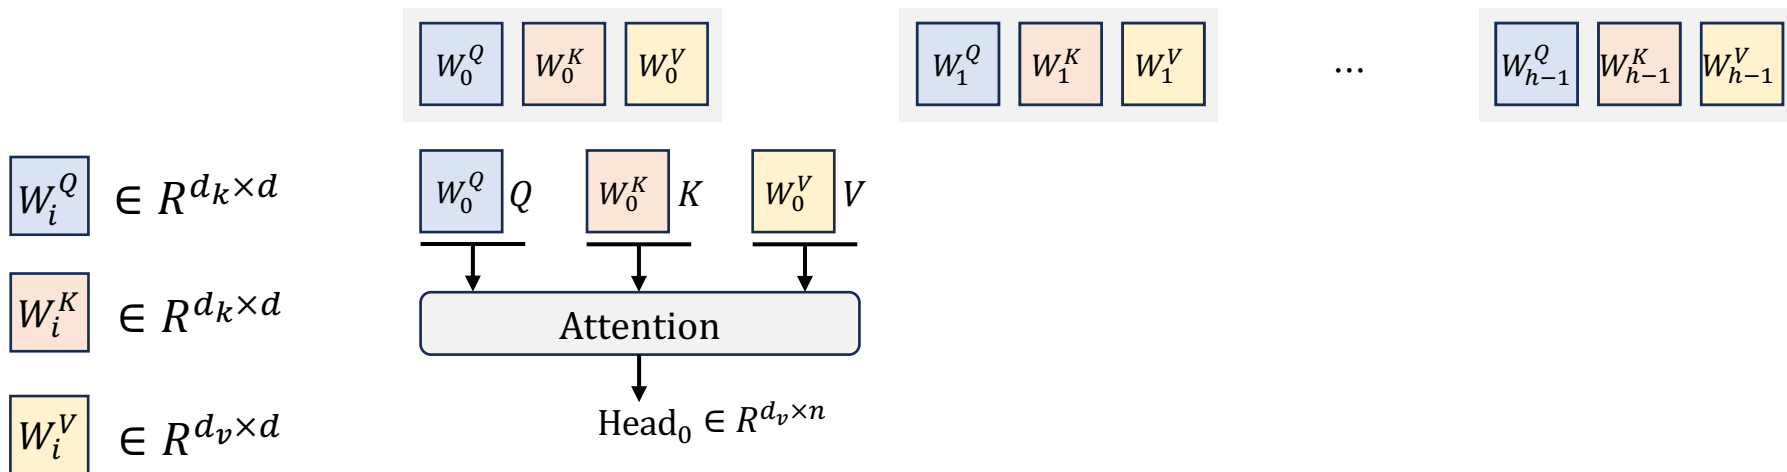 W_0^Q W_0^K W_0^V W_1^Q W_1^K W_1^V ... W_{h-1}^Q W_{h-1}^K W_{h-1}^V
W_i^Q ∈ R^{d_k×d}
W_0^Q Q W_0^K K W_0^V V
W_i^K ∈ R^{d_k×d}
Attention
W_i^V ∈ R^{d_v×d}
Head_0 ∈ R^{d_v×n}